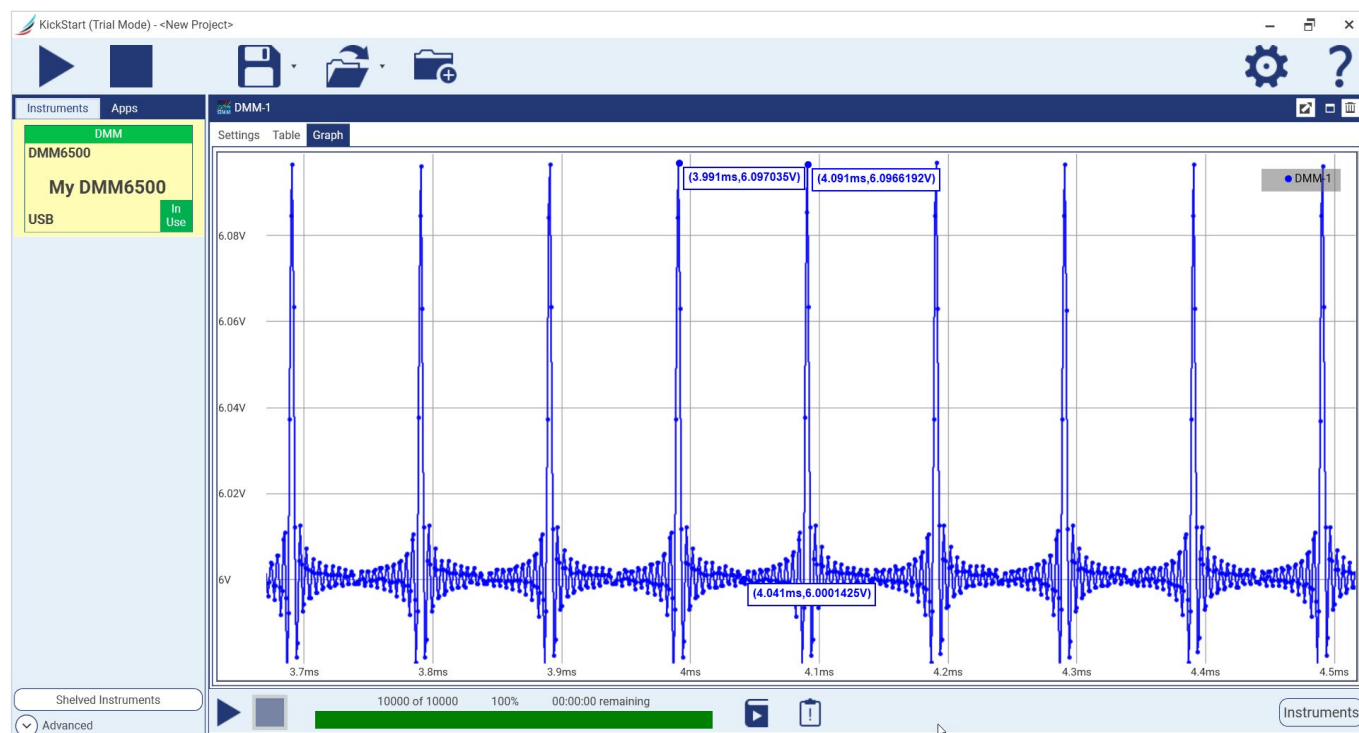 KickStart (Trial Mode) - <New Project>
Instruments Apps
DMM
DMM6500
My DMM6500
USB
In
Use
DMM-1
Settings Table Graph
(3.991ms,6.097035V) (4.091ms,6.0966192V)
DMM-1
6.08V
6.06V
6.04V
6.02V
6V
(4.041ms,6.0001425V)
3.7ms 3.8ms 3.9ms 4ms 4.1ms 4.2ms 4.3ms 4.4ms 4.5ms
Shelved Instruments
Advanced
10000 of 10000 100% 00:00:00 remaining
Instruments